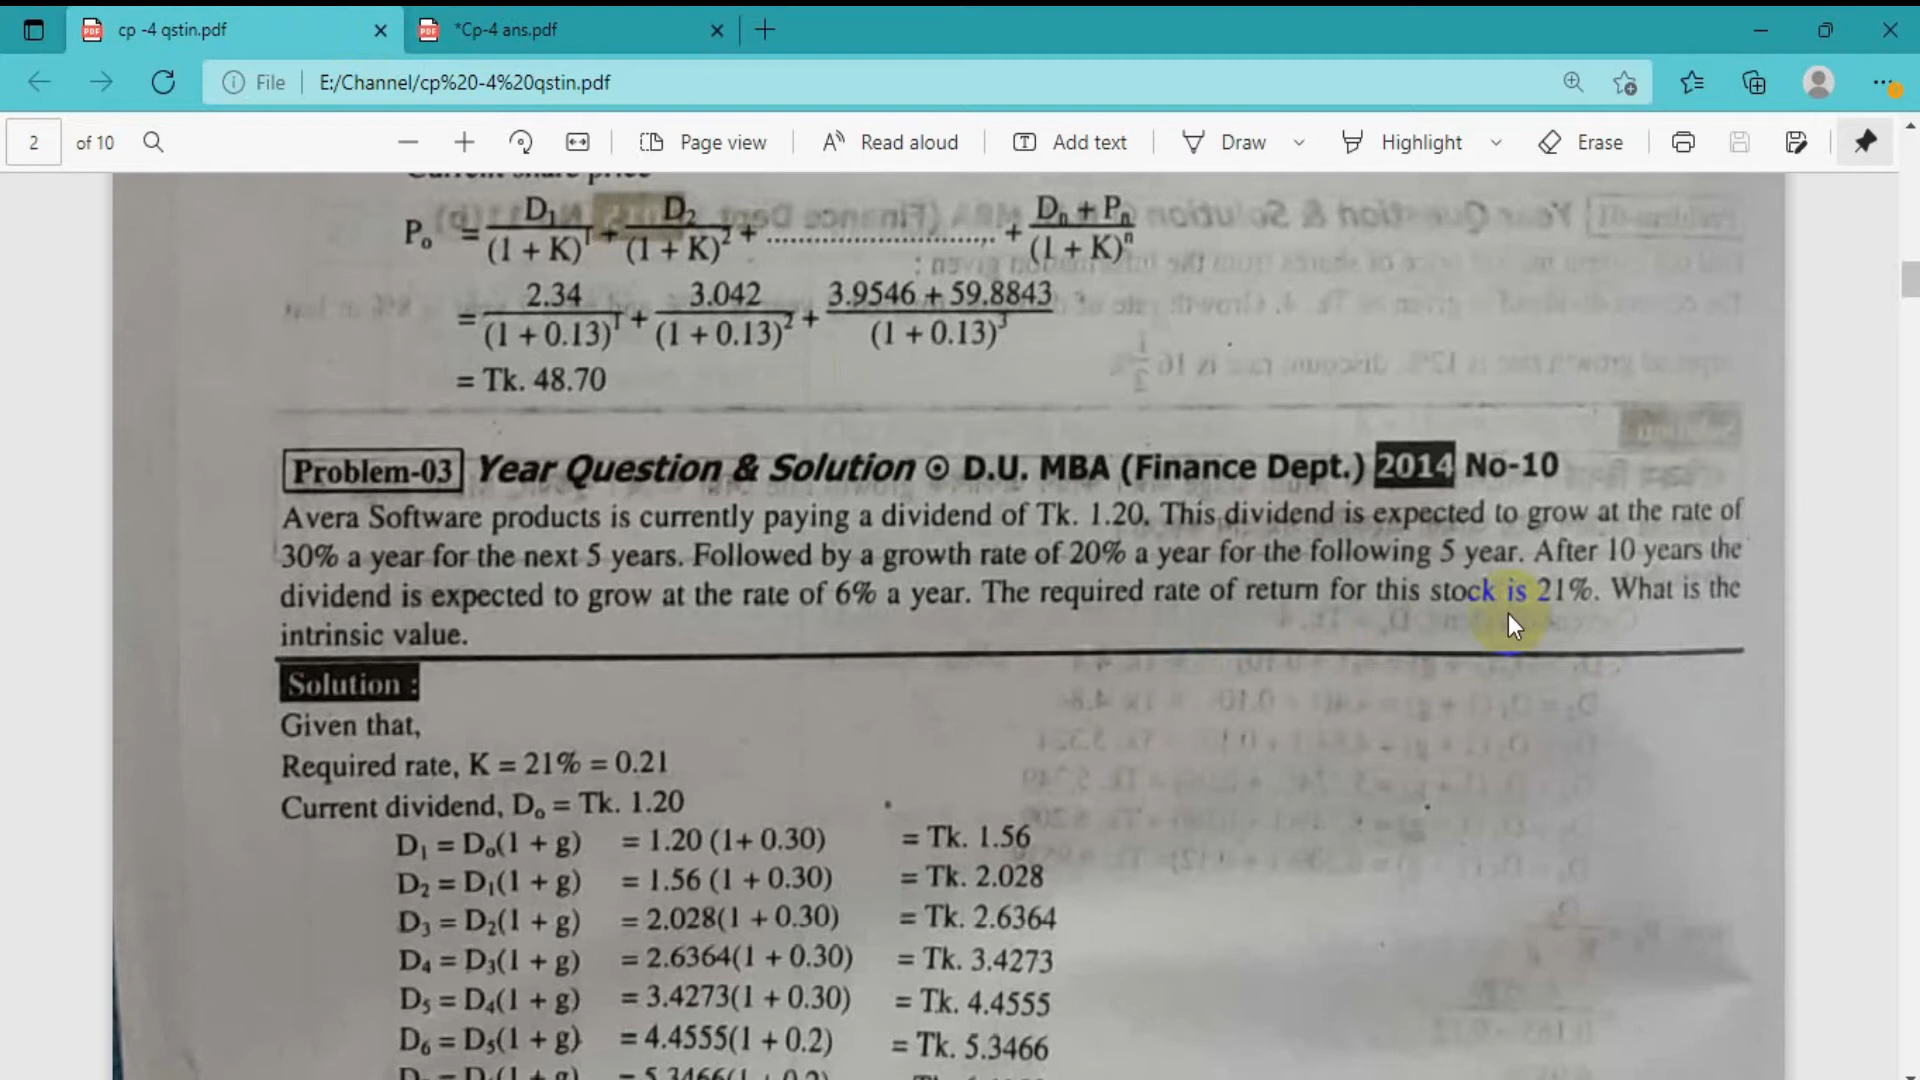 cp -4 qstin.pdf
*Cp-4 ans.pdf
File
E:/Channel/cp%20-4%20qstin.pdf
2 of 10
Page view
Read aloud
Add text
Draw
Highlight
Erase
Current share price
P₀ = D₁/(1 + K)¹ + D₂/(1 + K)² + ........................ + Dₙ + Pₙ/(1 + K)ⁿ
= 2.34/(1 + 0.13)¹ + 3.042/(1 + 0.13)² + 3.9546 + 59.8843/(1 + 0.13)³
= Tk. 48.70
Problem-03 Year Question & Solution ⊙ D.U. MBA (Finance Dept.) 2014 No-10
Avera Software products is currently paying a dividend of Tk. 1.20. This dividend is expected to grow at the rate of
30% a year for the next 5 years. Followed by a growth rate of 20% a year for the following 5 year. After 10 years the
dividend is expected to grow at the rate of 6% a year. The required rate of return for this stock is 21%. What is the
intrinsic value.
Solution :
Given that,
Required rate, K = 21% = 0.21
Current dividend, D₀ = Tk. 1.20
D₁ = D₀(1 + g) = 1.20 (1+ 0.30) = Tk. 1.56
D₂ = D₁(1 + g) = 1.56 (1 + 0.30) = Tk. 2.028
D₃ = D₂(1 + g) = 2.028(1 + 0.30) = Tk. 2.6364
D₄ = D₃(1 + g) = 2.6364(1 + 0.30) = Tk. 3.4273
D₅ = D₄(1 + g) = 3.4273(1 + 0.30) = Tk. 4.4555
D₆ = D₅(1 + g) = 4.4555(1 + 0.2) = Tk. 5.3466